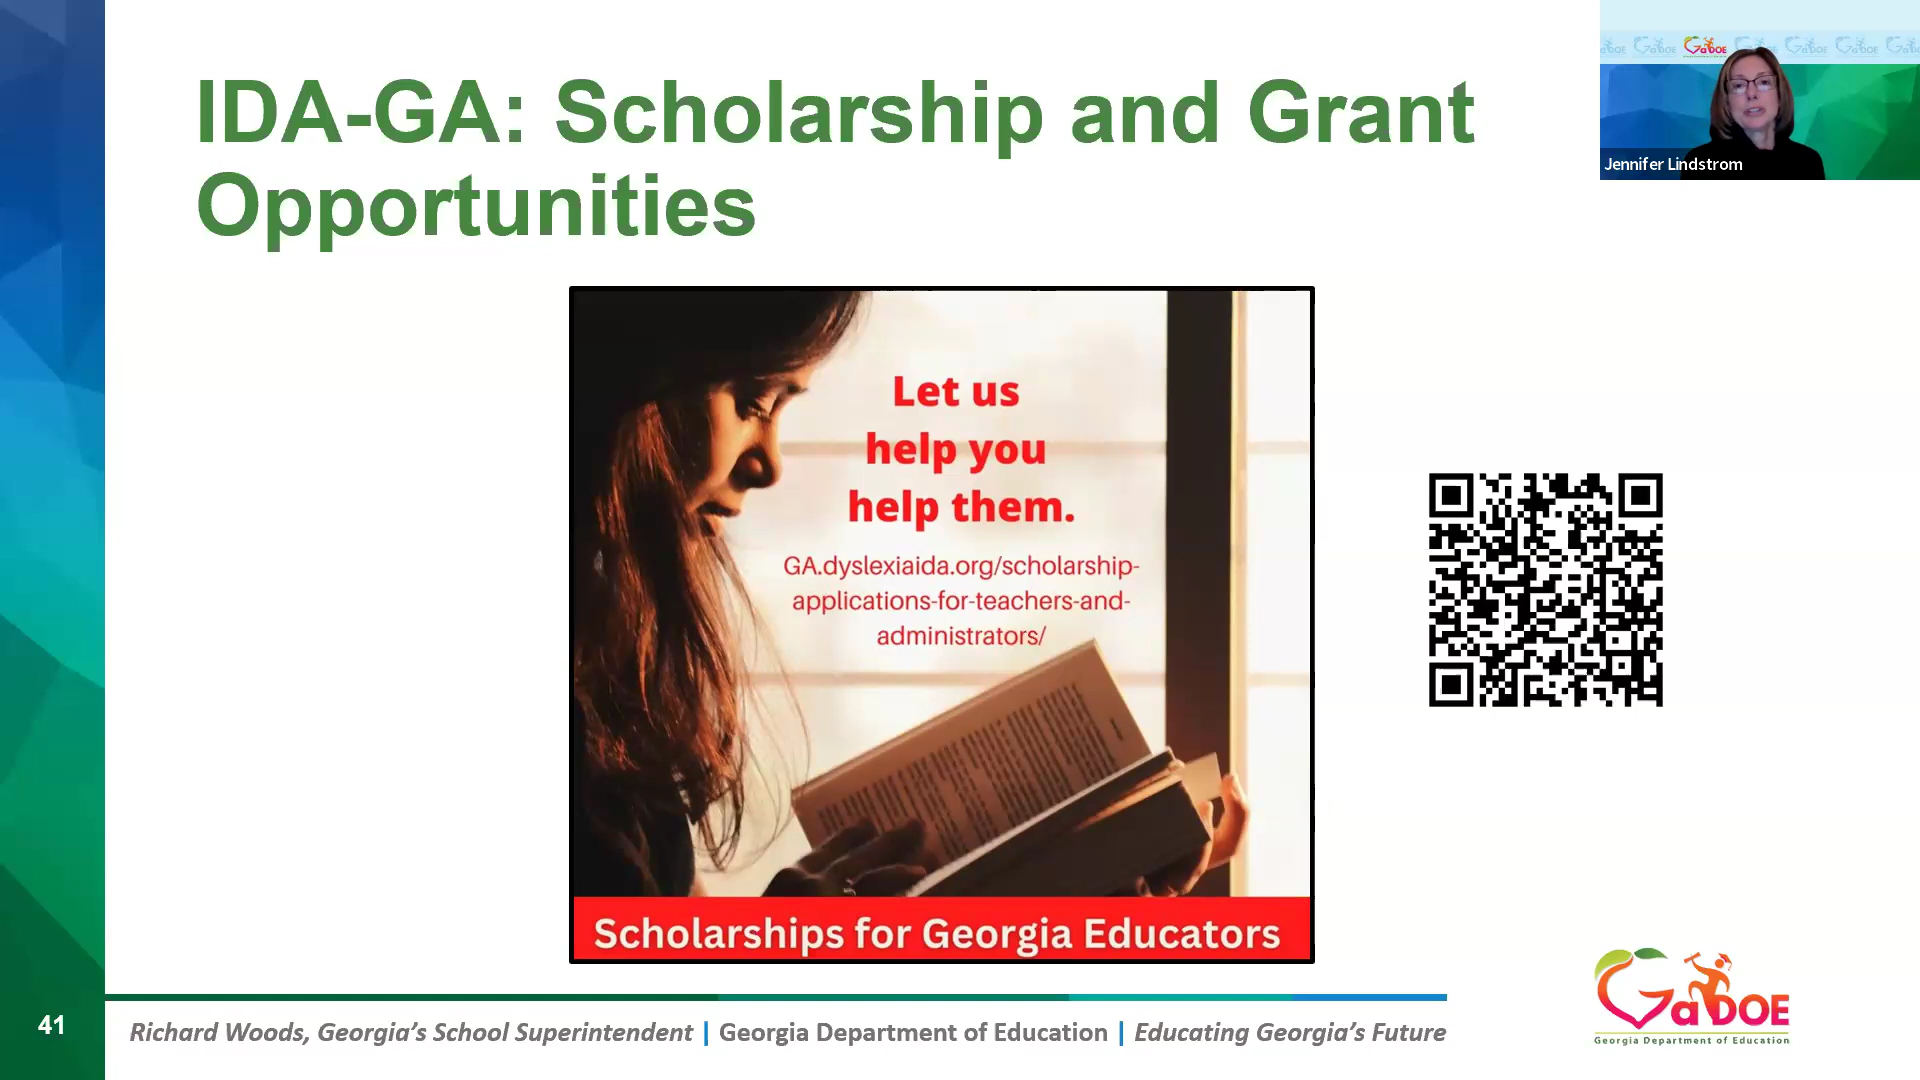 IDA-GA: Scholarship and Grant
Opportunities
GaDOE
Jennifer Lindstrom
Let us
help you
help them.
GA.dyslexiaida.org/scholarship-
applications-for-teachers-and-
administrators/
Scholarships for Georgia Educators
41
Richard Woods, Georgia’s School Superintendent | Georgia Department of Education | Educating Georgia’s Future
GaDOE
Georgia Department of Education